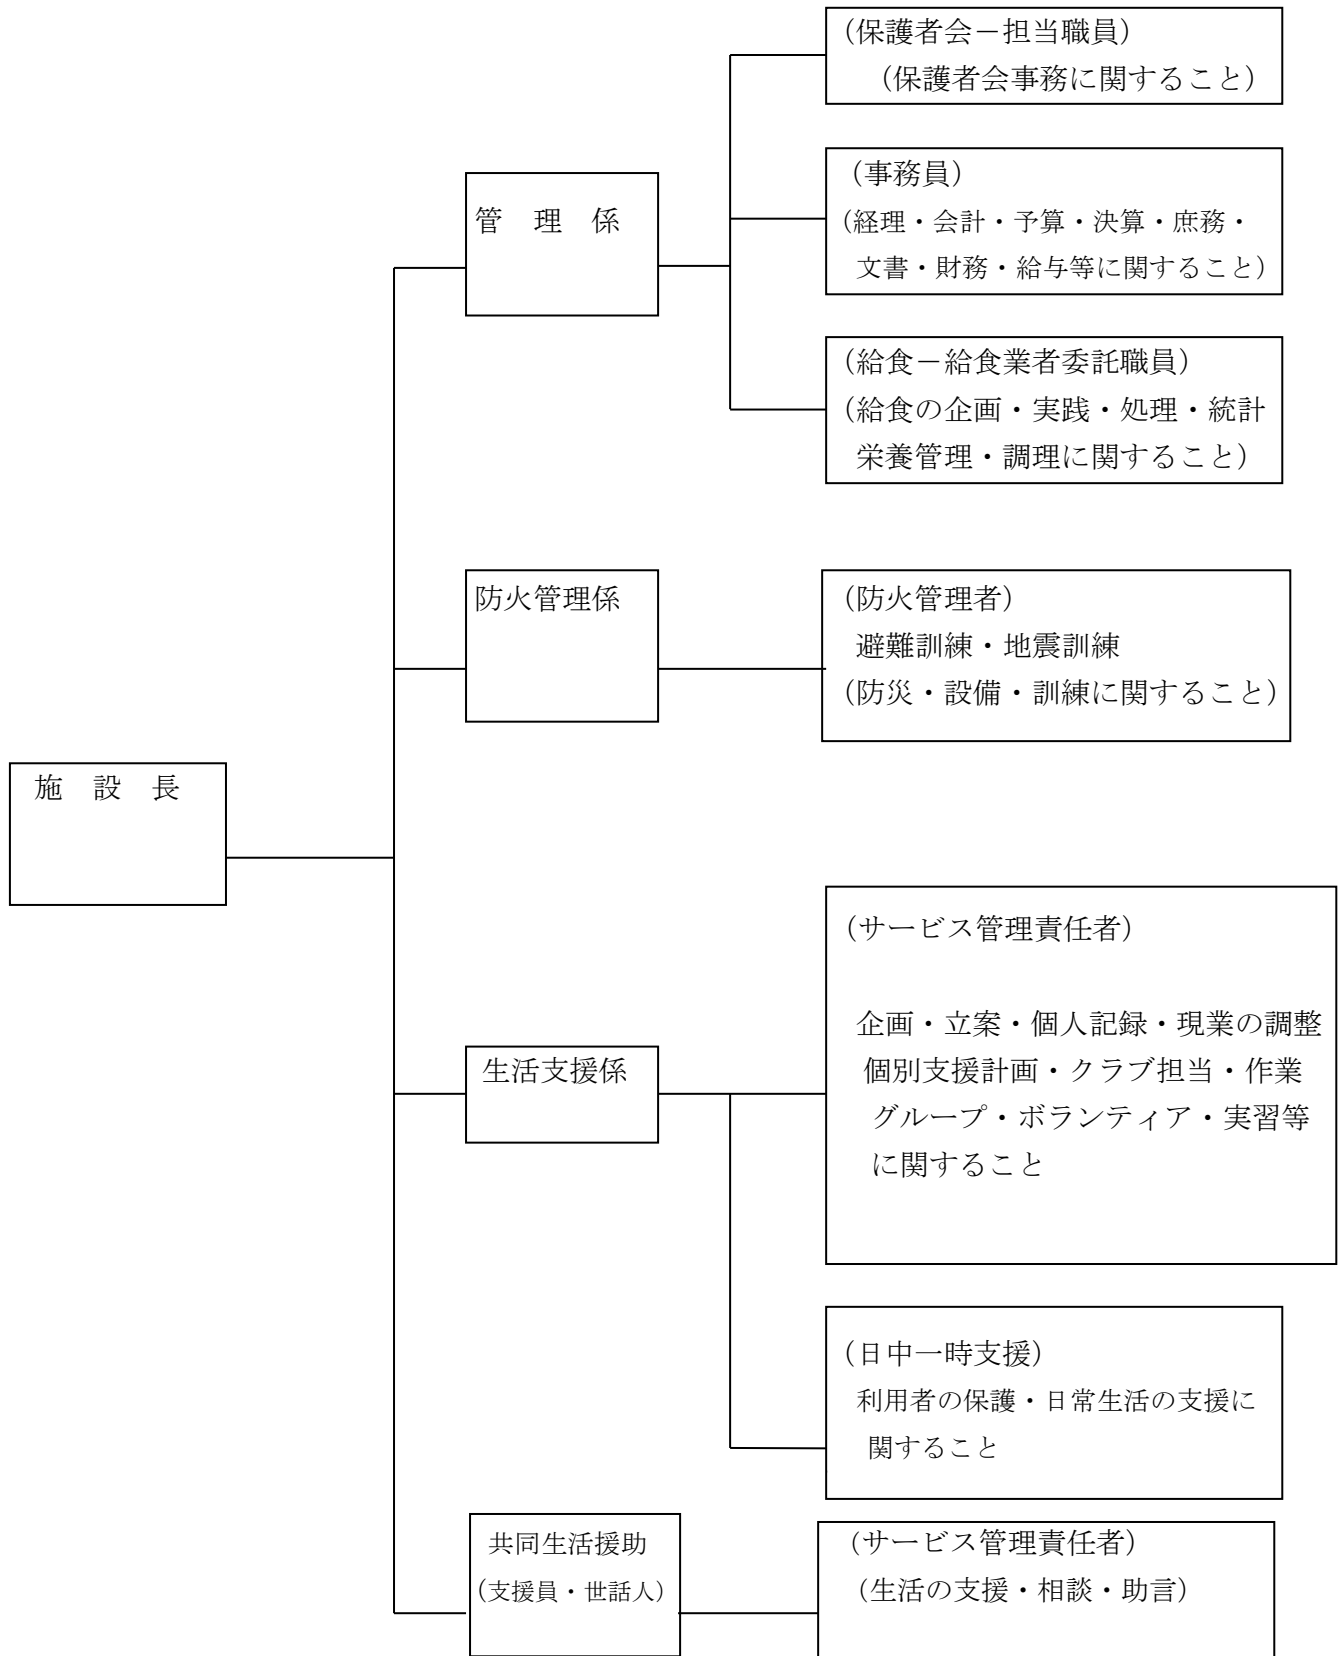 (保護者会－担当職員)
(保護者会事務に関すること)
(事務員)
管　理　係
(経理・会計・予算・決算・庶務・
文書・財務・給与等に関すること)
(給食－給食業者委託職員)
(給食の企画・実践・処理・統計
栄養管理・調理に関すること)
防火管理係
(防火管理者)
避難訓練・地震訓練
(防災・設備・訓練に関すること)
施　設　長
(サービス管理責任者)
企画・立案・個人記録・現業の調整
個別支援計画・クラブ担当・作業
グループ・ボランティア・実習等
に関すること
生活支援係
(日中一時支援)
利用者の保護・日常生活の支援に
関すること
共同生活援助
(支援員・世話人)
(サービス管理責任者)
(生活の支援・相談・助言)